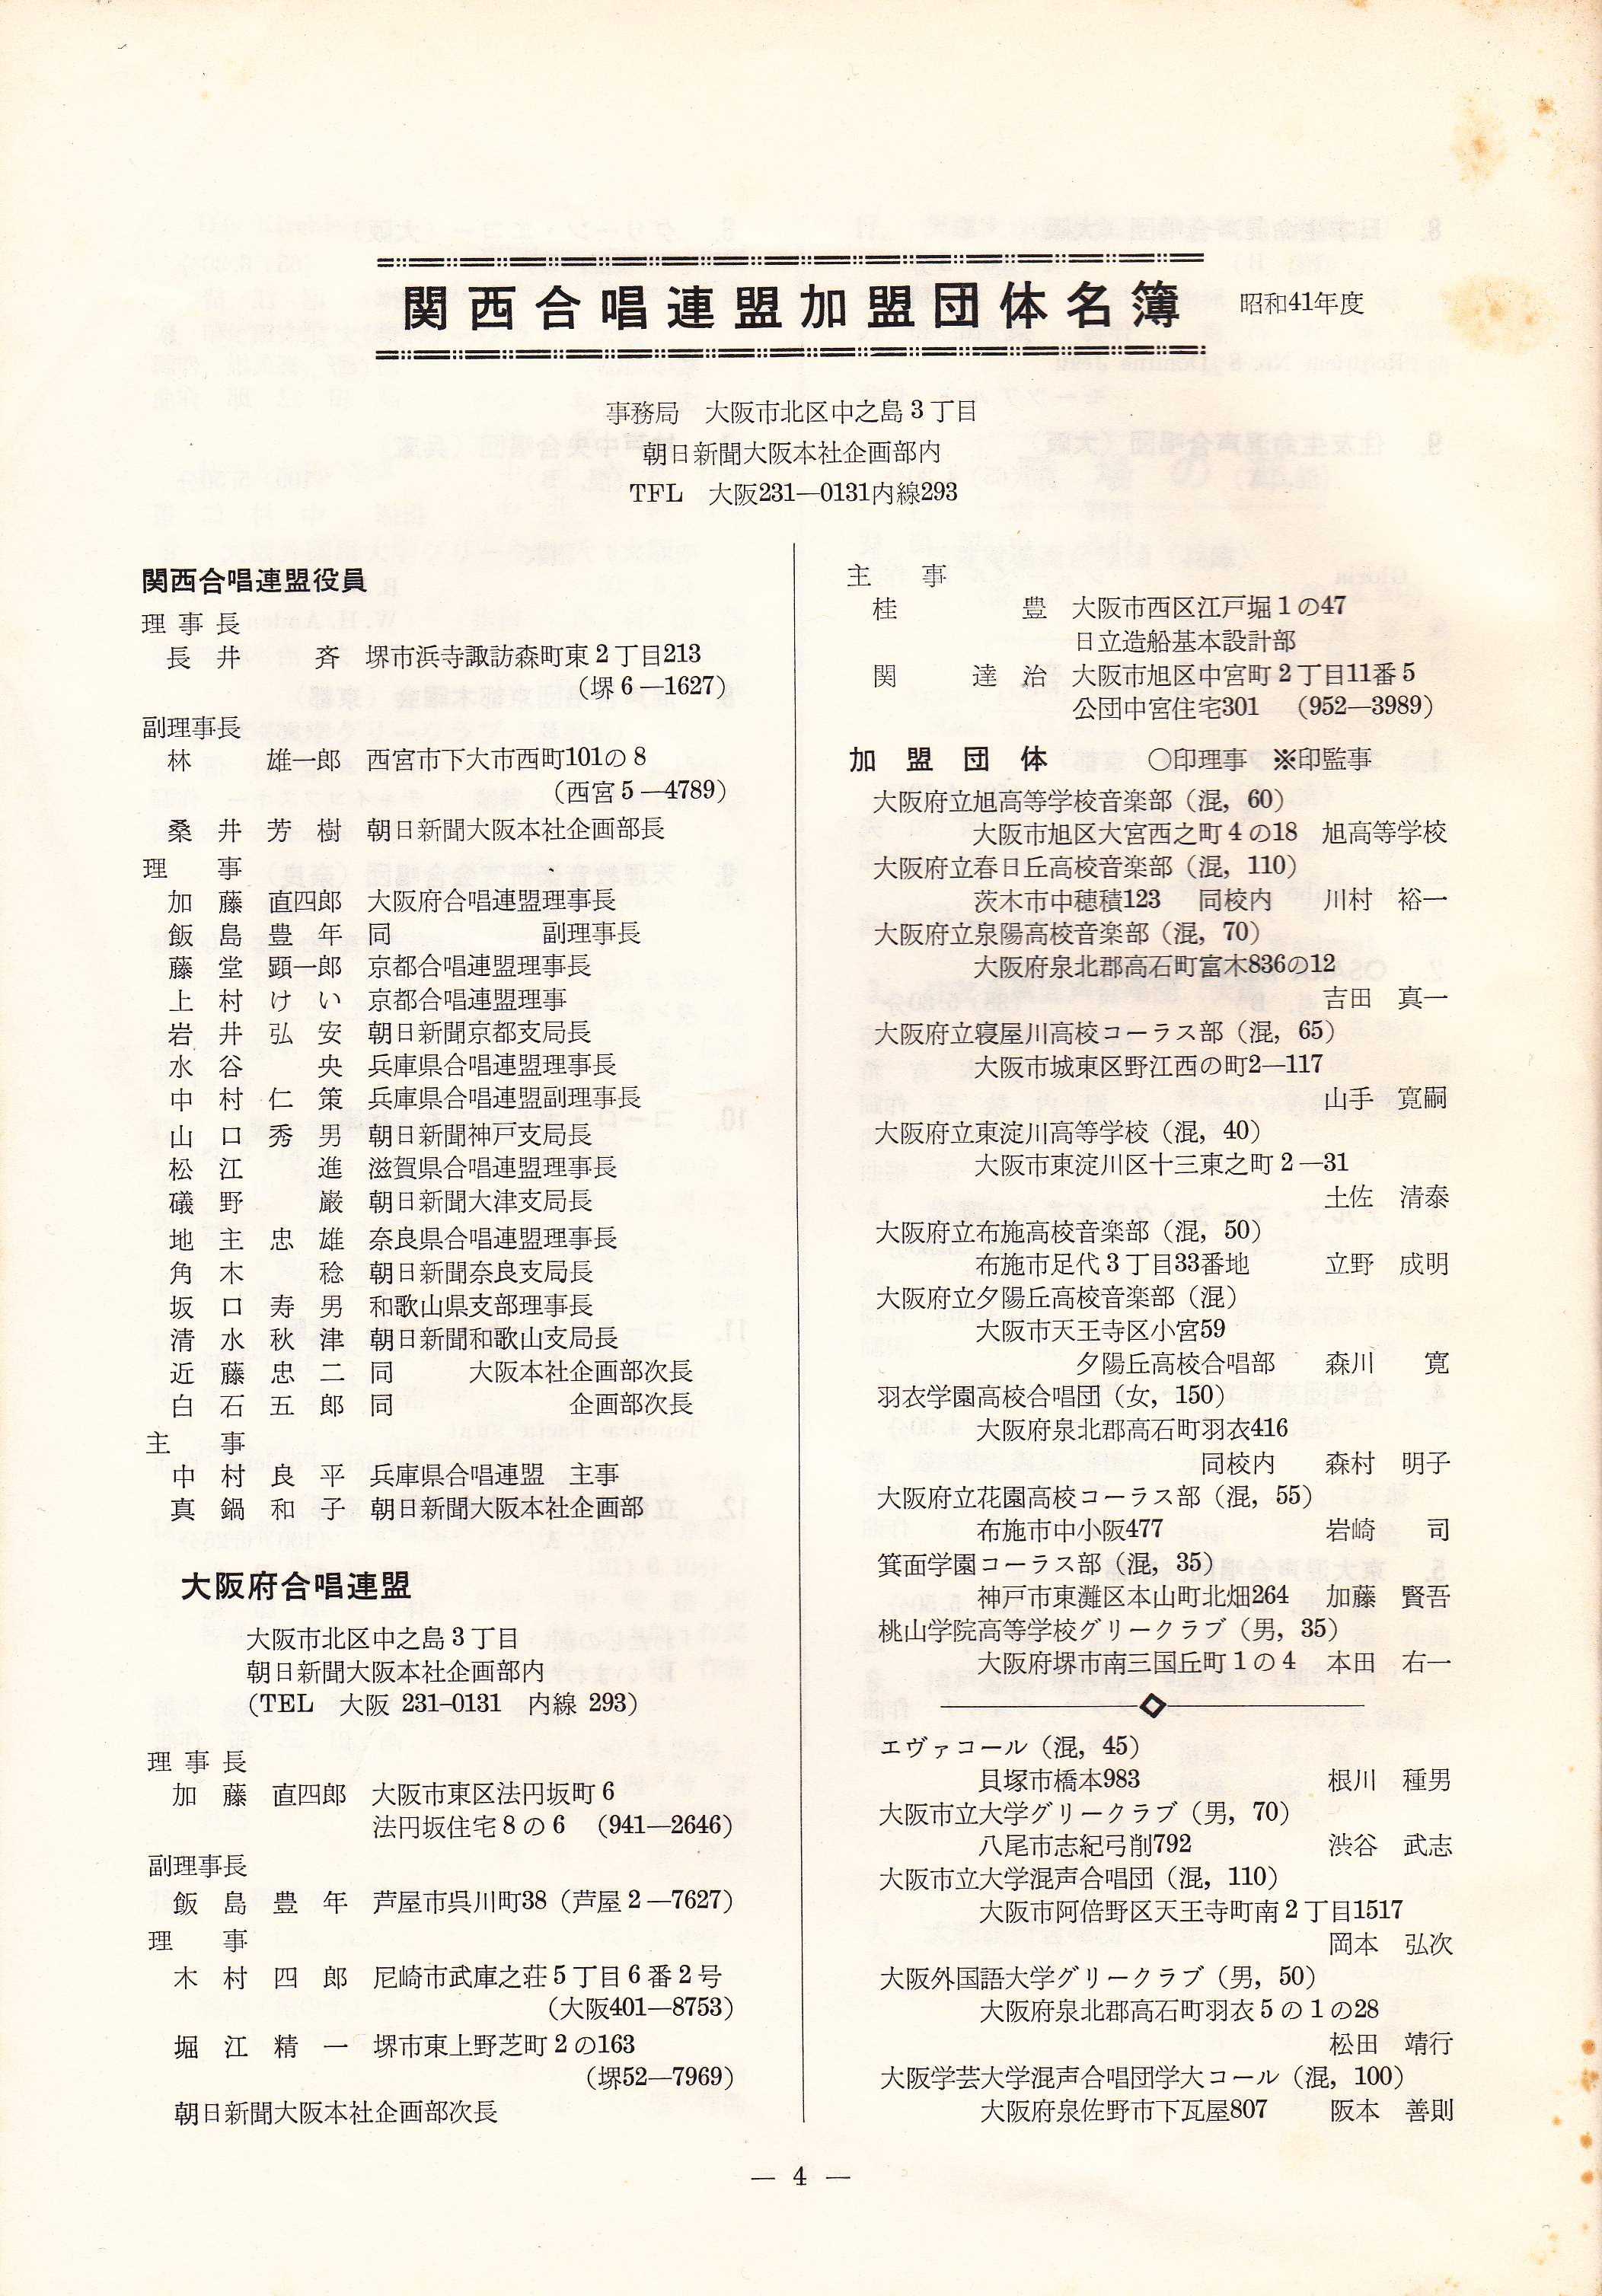 関西合唱連盟加盟団体名簿　昭和41年度
事務局　大阪市北区中之島3丁目
朝日新聞大阪本社企画部内
TFL　大阪231—0131内線293
関西合唱連盟役員
理事長
長井　斉　堺市浜寺諏訪森町東2丁目213
（堺6—1627）
副理事長
林　雄一郎　西宮市下大市西町101の8
（西宮5—4789）
桑井芳樹　朝日新聞大阪本社企画部長
理　事
加藤直四郎　大阪府合唱連盟理事長
飯島豊年　同　副理事長
藤堂顕一郎　京都合唱連盟理事長
上村けい　京都合唱連盟理事
岩井弘安　朝日新聞京都支局長
水谷　央　兵庫県合唱連盟理事長
中村仁策　兵庫県合唱連盟副理事長
山口秀男　朝日新聞神戸支局長
松江　進　滋賀県合唱連盟理事長
礒野　巌　朝日新聞大津支局長
地主忠雄　奈良県合唱連盟理事長
角木　稔　朝日新聞奈良支局長
坂口寿男　和歌山県支部理事長
清水秋津　朝日新聞和歌山支局長
近藤忠二　同　大阪本社企画部次長
白石五郎　同　企画部次長
主　事
中村良平　兵庫県合唱連盟　主事
真鍋和子　朝日新聞大阪本社企画部
大阪府合唱連盟
大阪市北区中之島3丁目
朝日新聞大阪本社企画部内
（TEL　大阪 231-0131　内線 293）
理事長
加藤直四郎　大阪市東区法円坂町6
法円坂住宅8の6　（941—2646）
副理事長
飯島豊年　芦屋市呉川町38（芦屋2—7627）
理　事
木村四郎　尼崎市武庫之荘5丁目6番2号
（大阪401—8753）
堀江精一　堺市東上野芝町2の163
（堺52—7969）
朝日新聞大阪本社企画部次長
主　事
桂　豊　大阪市西区江戸堀1の47
日立造船基本設計部
関　達治　大阪市旭区中宮町2丁目11番5
公団中宮住宅301　（952—3989）
加盟団体　○印理事　※印監事
大阪府立旭高等学校音楽部（混，60）
大阪市旭区大宮西之町4の18　旭高等学校
大阪府立春日丘高校音楽部（混，110）
茨木市中穂積123　同校内　川村　裕一
大阪府立泉陽高校音楽部（混，70）
大阪府泉北郡高石町富木836の12
吉田　真一
大阪府立寝屋川高校コーラス部（混，65）
大阪市城東区野江西の町2—117
山手　寛嗣
大阪府立東淀川高等学校（混，40）
大阪市東淀川区十三東之町2—31
土佐　清泰
大阪府立布施高校音楽部（混，50）
布施市足代3丁目33番地　立野　成明
大阪府立夕陽丘高校音楽部（混）
大阪市天王寺区小宮59
夕陽丘高校合唱部　森川　寛
羽衣学園高校合唱団（女，150）
大阪府泉北郡高石町羽衣416
同校内　森村　明子
大阪府立花園高校コーラス部（混，55）
布施市中小阪477　岩崎　司
箕面学園コーラス部（混，35）
神戸市東灘区本山町北畑264　加藤　賢吾
桃山学院高等学校グリークラブ（男，35）
大阪府堺市南三国丘町1の4　本田　右一
エヴァコール（混，45）
貝塚市橋本983　根川　種男
大阪市立大学グリークラブ（男，70）
八尾市志紀弓削792　渋谷　武志
大阪市立大学混声合唱団（混，110）
大阪市阿倍野区天王寺町南2丁目1517
岡本　弘次
大阪外国語大学グリークラブ（男，50）
大阪府泉北郡高石町羽衣5の1の28
松田　靖行
大阪学芸大学混声合唱団学大コール（混，100）
大阪府泉佐野市下瓦屋807　阪本　善則
— 4 —